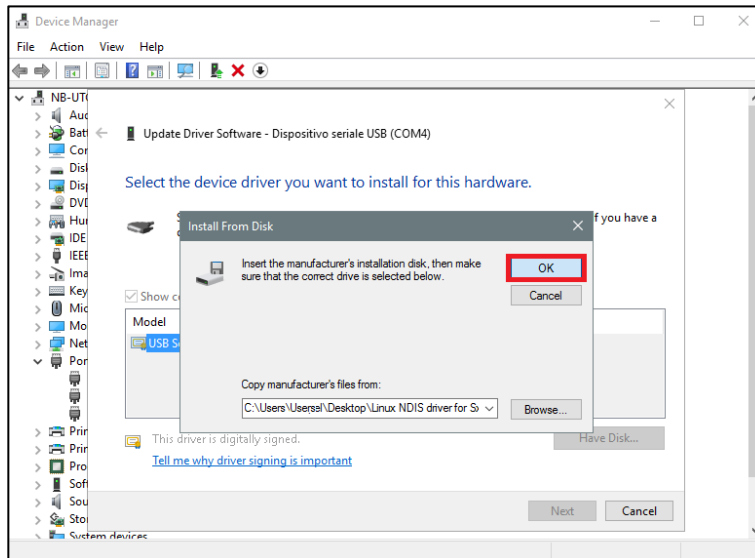 Device Manager
File Action View Help
NB-UT
Auc
Bat
Cor
Disk
Disp
DVD
Hur
IDE
IEEE
Ima
Key
Mic
Mo
Net
Por
Prin
Prir
Pro
Soft
Sou
Stor
System devices
Update Driver Software - Dispositivo seriale USB (COM4)
Select the device driver you want to install for this hardware.
f you have a
Show co
Model
USB Se
This driver is digitally signed.
Tell me why driver signing is important
Have Disk...
Next
Cancel
Install From Disk
Insert the manufacturer's installation disk, then make
sure that the correct drive is selected below.
OK
Cancel
Copy manufacturer's files from:
C:\Users\Userssl\Desktop\Linux NDIS driver for
Browse...